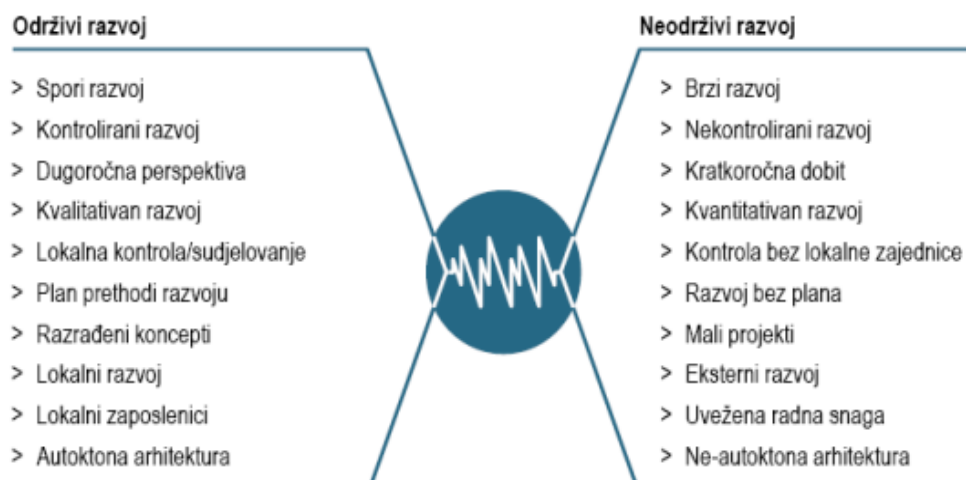 Održivi razvoj
> Spori razvoj
> Kontrolirani razvoj
> Dugoročna perspektiva
> Kvalitativan razvoj
> Lokalna kontrola/sudjelovanje
> Plan prethodi razvoju
> Razrađeni koncepti
> Lokalni razvoj
> Lokalni zaposlenici
> Autoktona arhitektura
Neodrživi razvoj
> Brzi razvoj
> Nekontrolirani razvoj
> Kratkoročna dobit
> Kvantitativan razvoj
> Kontrola bez lokalne zajednice
> Razvoj bez plana
> Mali projekti
> Eksterni razvoj
> Uvežena radna snaga
> Ne-autoktona arhitektura